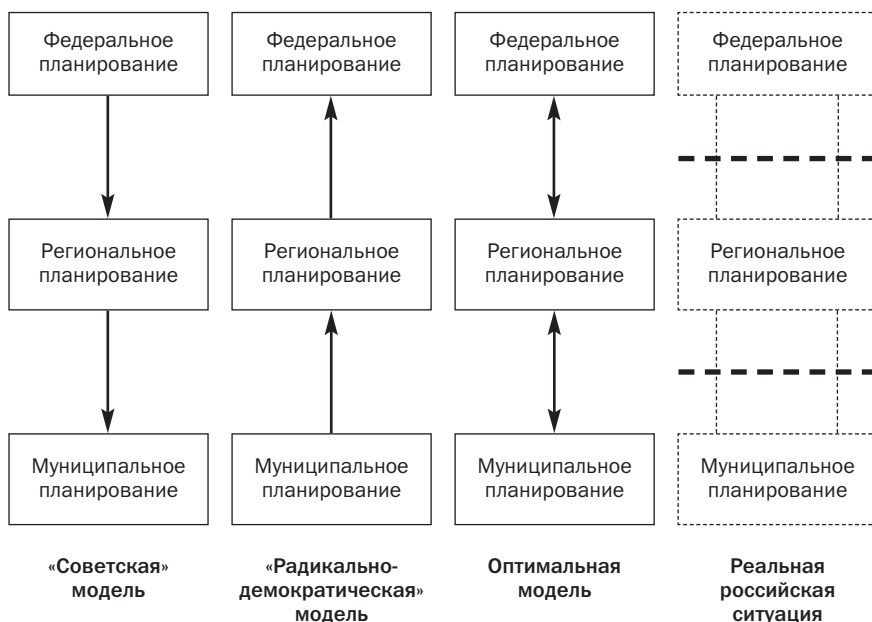 Федеральное
планирование
Федеральное
планирование
Федеральное
планирование
Федеральное
планирование
Региональное
планирование
Региональное
планирование
Региональное
планирование
Региональное
планирование
Муниципальное
планирование
Муниципальное
планирование
Муниципальное
планирование
Муниципальное
планирование
«Советская»
модель
«Радикально-
демократическая»
модель
Оптимальная
модель
Реальная
российская
ситуация